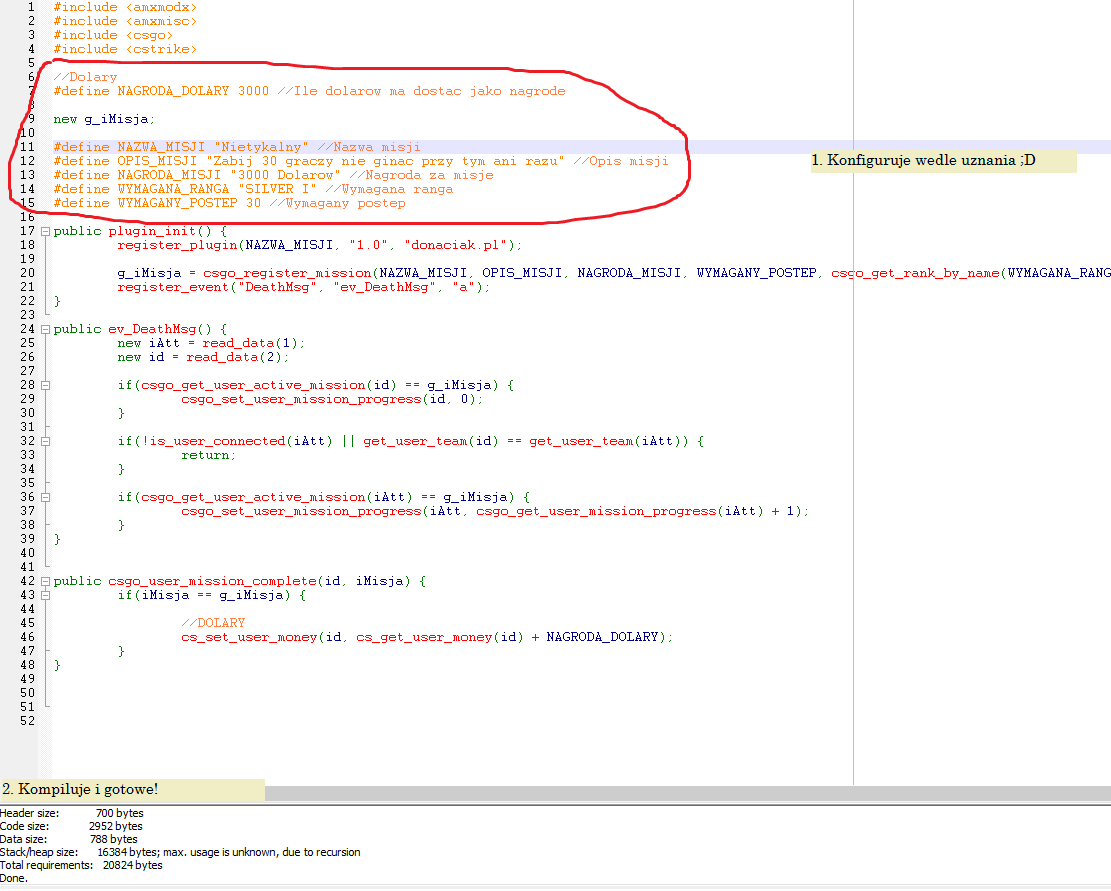 1 #include <amxmodx>
2 #include <amxmisc>
3 #include <csgo>
4 #include <cstrike>
5
6 //Dolary
7 #define NAGRODA_DOLARY 3000 //Ile dolarow ma dostac jako nagrode
8
9 new g_iMisja;
10
11 #define NAZWA_MISJI "Nietykalny" //Nazwa misji
12 #define OPIS_MISJI "Zabij 30 graczy nie ginac przy tym ani razu" //Opis misji
1. Konfiguruje wedle uznania ;D
13 #define NAGRODA_MISJI "3000 Dolarow" //Nagroda za misje
14 #define WYMAGANA_RANGA "SILVER I" //Wymagana ranga
15 #define WYMAGANY_POSTEP 30 //Wymagany postep
16
17 public plugin_init() {
18 register_plugin(NAZWA_MISJI, "1.0", "donaciak.pl");
19
20 g_iMisja = csgo_register_mission(NAZWA_MISJI, OPIS_MISJI, NAGRODA_MISJI, WYMAGANY_POSTEP, csgo_get_rank_by_name(WYMAGANA_RANG
21 register_event("DeathMsg", "ev_DeathMsg", "a");
22 }
23
24 public ev_DeathMsg() {
25 new iAtt = read_data(1);
26 new id = read_data(2);
27
28 if(csgo_get_user_active_mission(id) == g_iMisja) {
29 csgo_set_user_mission_progress(id, 0);
30 }
31
32 if(!is_user_connected(iAtt) || get_user_team(id) == get_user_team(iAtt)) {
33 return;
34 }
35
36 if(csgo_get_user_active_mission(iAtt) == g_iMisja) {
37 csgo_set_user_mission_progress(iAtt, csgo_get_user_mission_progress(iAtt) + 1);
38 }
39 }
40
41
42 public csgo_user_mission_complete(id, iMisja) {
43 if(iMisja == g_iMisja) {
44
45 //DOLARY
46 cs_set_user_money(id, cs_get_user_money(id) + NAGRODA_DOLARY);
47 }
48 }
49
50
51
52
2. Kompiluje i gotowe!
Header size: 700 bytes
Code size: 2952 bytes
Data size: 788 bytes
Stack/heap size: 16384 bytes; max. usage is unknown, due to recursion
Total requirements: 20824 bytes
Done.